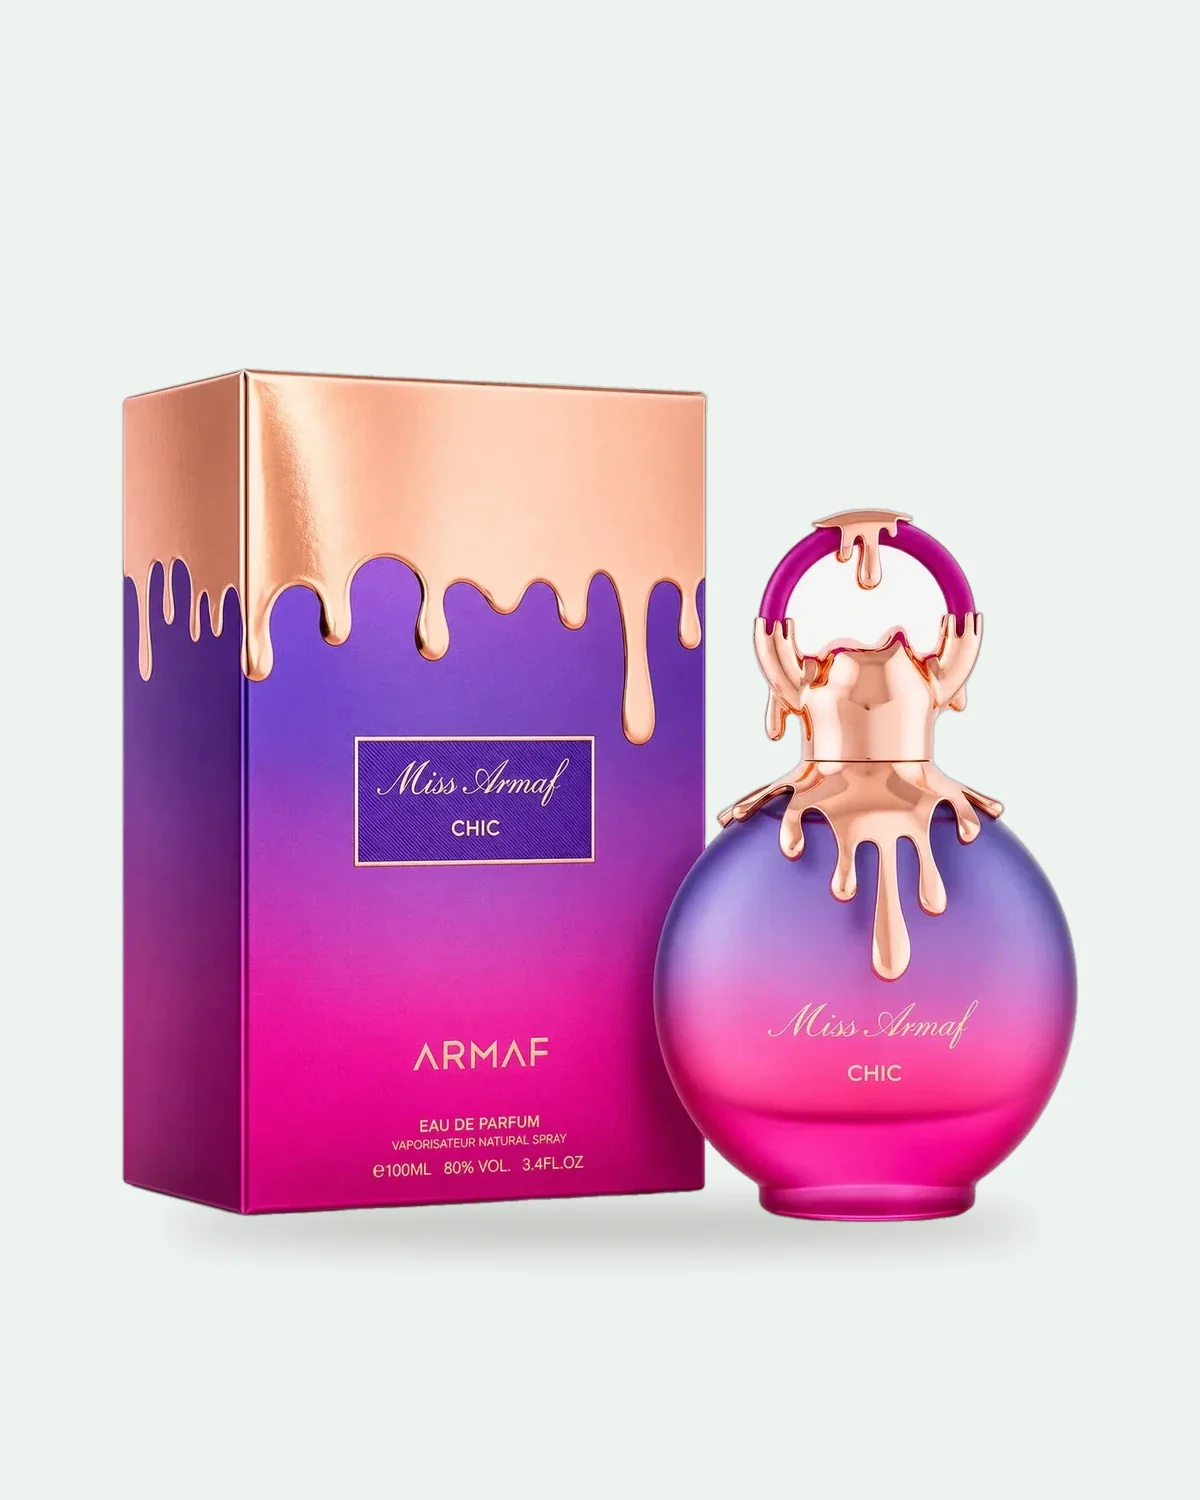 Miss Armaf
CHIC
ARMAF
EAU DE PARFUM
VAPORISATEUR NATURAL SPRAY
℮100ML 80% VOL. 3.4FL.OZ
Miss Armaf
CHIC